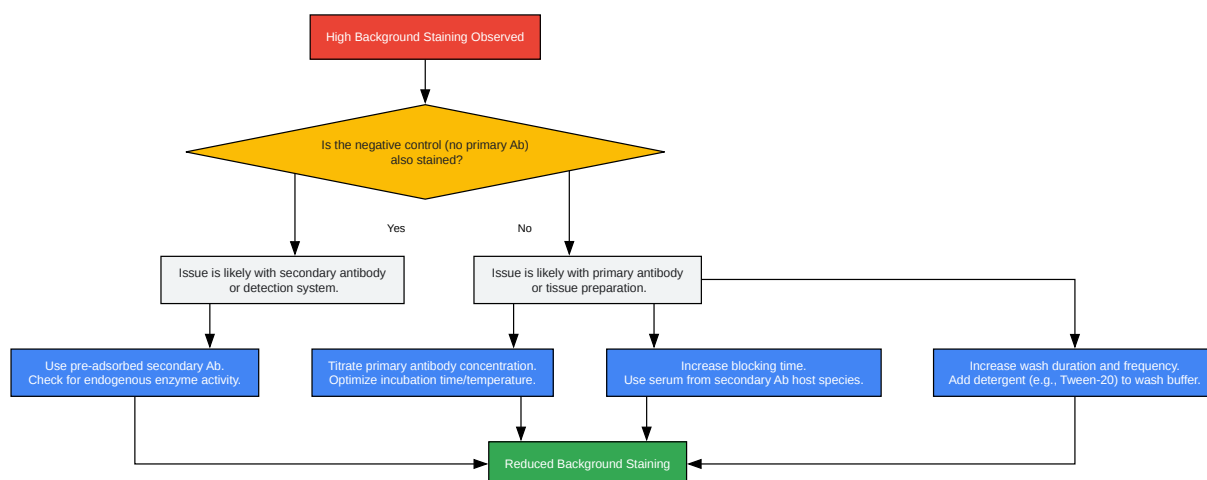 High Background Staining Observed
Is the negative control (no primary Ab)
also stained?
Yes
No
Issue is likely with secondary antibody
or detection system.
Issue is likely with primary antibody
or tissue preparation.
Use pre-adsorbed secondary Ab.
Check for endogenous enzyme activity.
Titrate primary antibody concentration.
Optimize incubation time/temperature.
Increase blocking time.
Use serum from secondary Ab host species.
Increase wash duration and frequency.
Add detergent (e.g., Tween-20) to wash buffer.
Reduced Background Staining